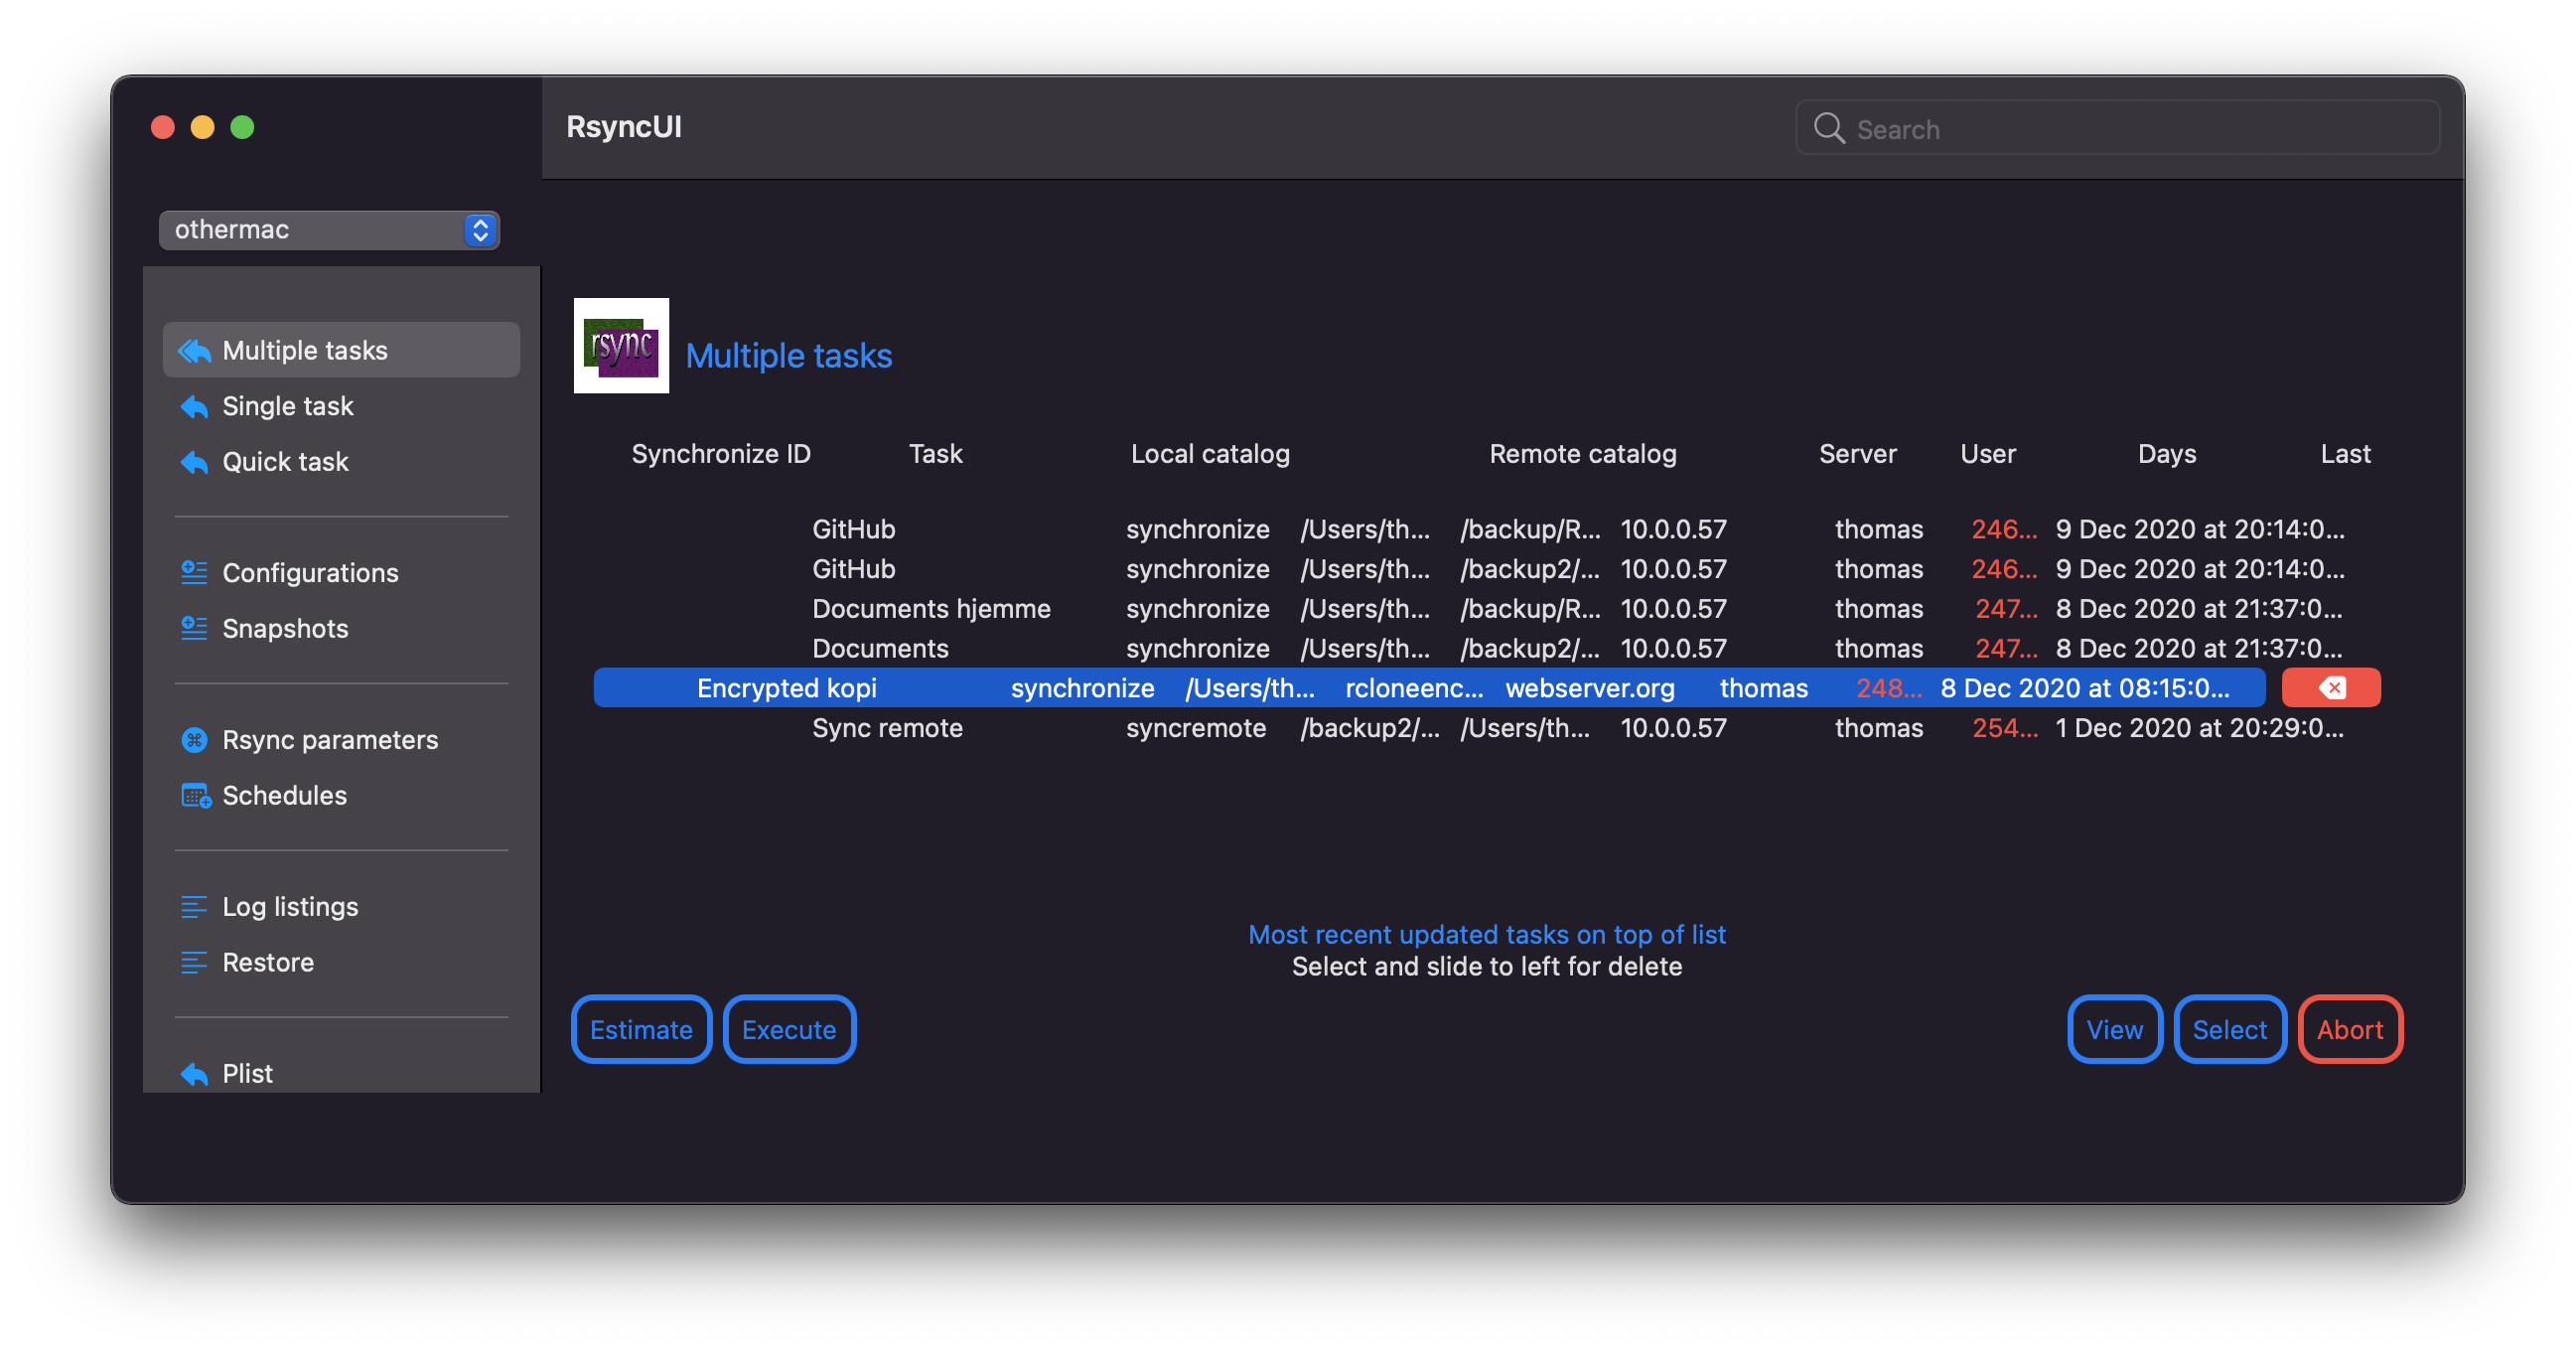 RsyncUI
Search
othermac
Multiple tasks
Single task
Quick task
Configurations
Snapshots
Rsync parameters
Schedules
Log listings
Restore
Plist
rsync
Multiple tasks
Synchronize ID Task Local catalog Remote catalog Server User Days Last
GitHub synchronize /Users/th... /backup/R... 10.0.0.57 thomas 246... 9 Dec 2020 at 20:14:0...
GitHub synchronize /Users/th... /backup2/... 10.0.0.57 thomas 246... 9 Dec 2020 at 20:14:0...
Documents hjemme synchronize /Users/th... /backup/R... 10.0.0.57 thomas 247... 8 Dec 2020 at 21:37:0...
Documents synchronize /Users/th... /backup2/... 10.0.0.57 thomas 247... 8 Dec 2020 at 21:37:0...
Encrypted kopi synchronize /Users/th... rcloneenc... webserver.org thomas 248... 8 Dec 2020 at 08:15:0...
Sync remote syncremote /backup2/... /Users/th... 10.0.0.57 thomas 254... 1 Dec 2020 at 20:29:0...
Most recent updated tasks on top of list
Select and slide to left for delete
Estimate Execute View Select Abort